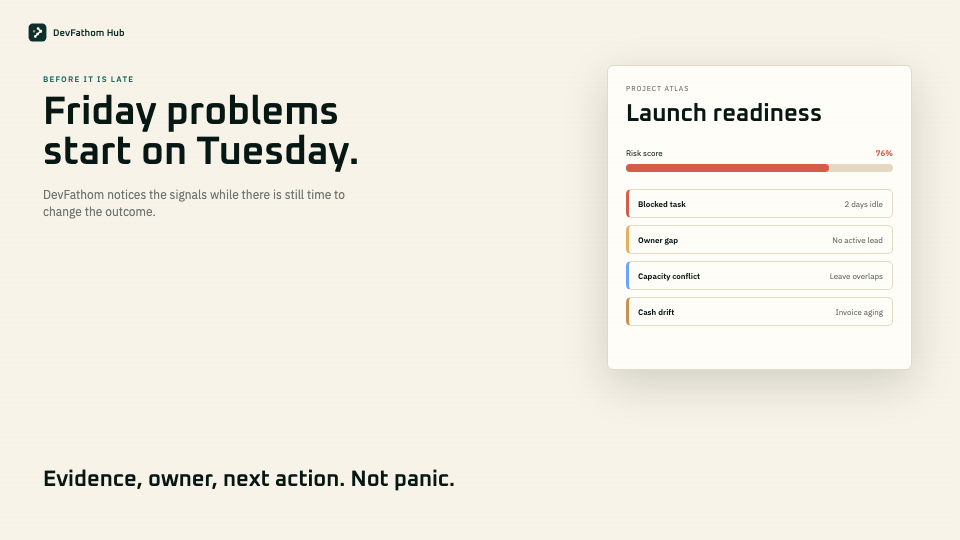 DevFathom Hub
BEFORE IT IS LATE
Friday problems
start on Tuesday.
DevFathom notices the signals while there is still time to
change the outcome.
PROJECT ATLAS
Launch readiness
Risk score 76%
Blocked task 2 days idle
Owner gap No active lead
Capacity conflict Leave overlaps
Cash drift Invoice aging
Evidence, owner, next action. Not panic.